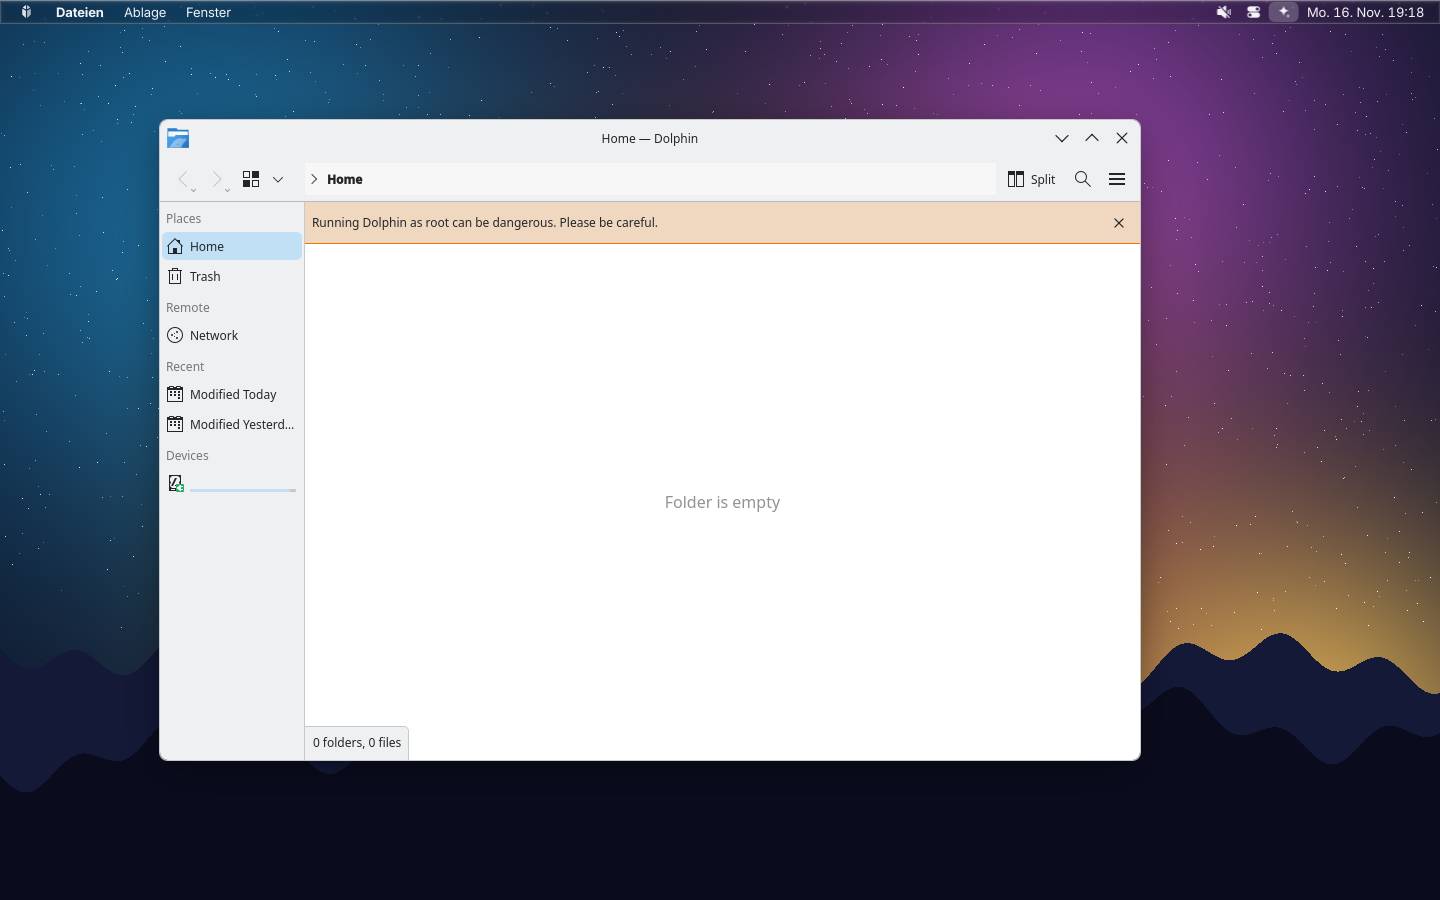 Dateien Ablage Fenster Mo. 16. Nov. 19:18
Home — Dolphin
Home Split
Places
Running Dolphin as root can be dangerous. Please be careful.
Home
Trash
Remote
Network
Recent
Modified Today
Modified Yesterd...
Devices
Folder is empty
0 folders, 0 files